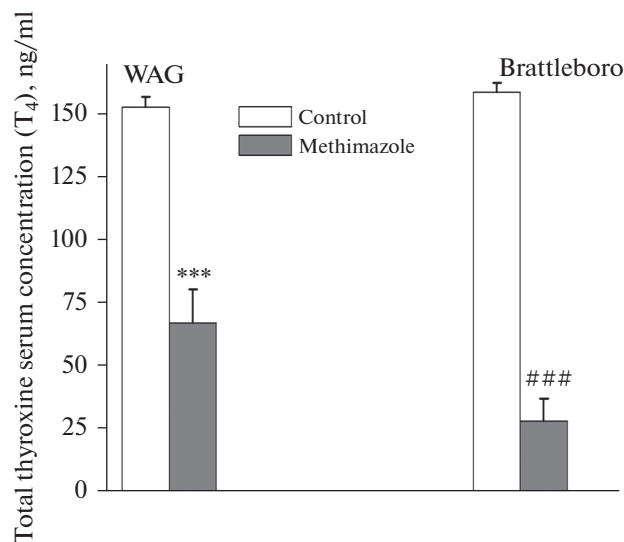 Total thyroxine serum concentration (T4), ng/ml
WAG
Brattleboro
Control
Methimazole
150
125
100
75
50
25
0
***
###